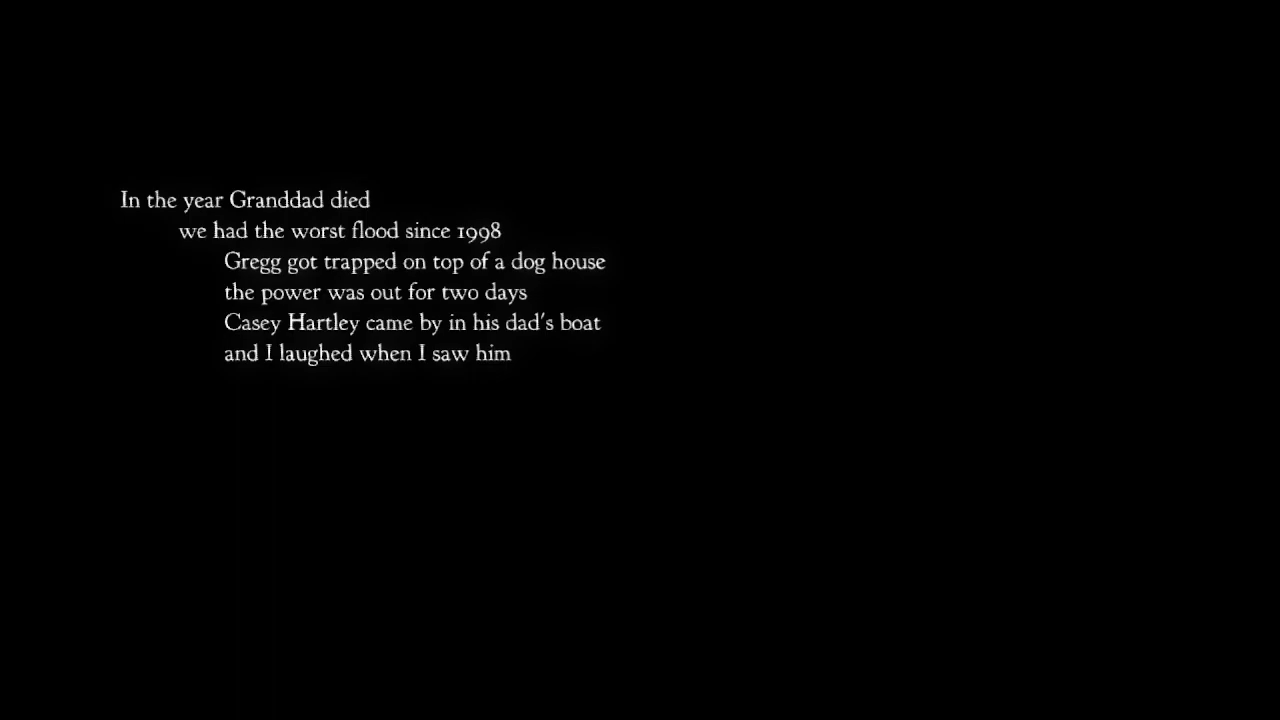 In the year Granddad died
we had the worst flood since 1998
Gregg got trapped on top of a dog house
the power was out for two days
Casey Hartley came by in his dad's boat
and I laughed when I saw him